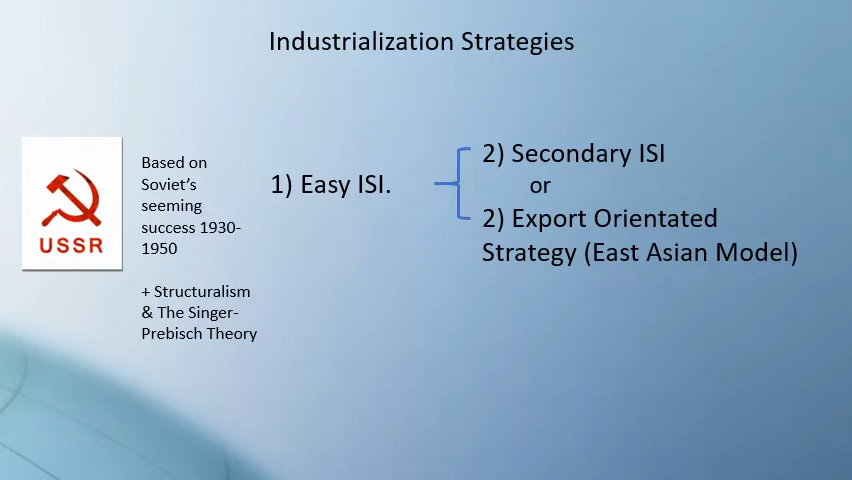 Industrialization Strategies
USSR
Based on
Soviet's
seeming
success 1930-
1950
+ Structuralism
& The Singer-
Prebisch Theory
1) Easy ISI.
2) Secondary ISI
or
2) Export Orientated
Strategy (East Asian Model)